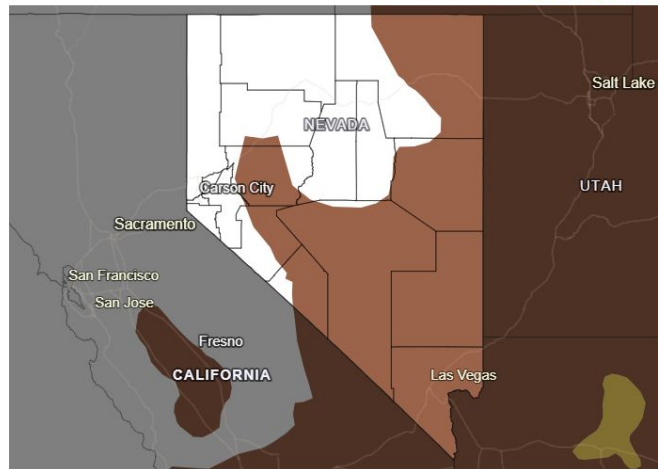 Salt Lake
NEVADA
Carson City
UTAH
Sacramento
San Francisco
San Jose
Fresno
CALIFORNIA
Las Vegas